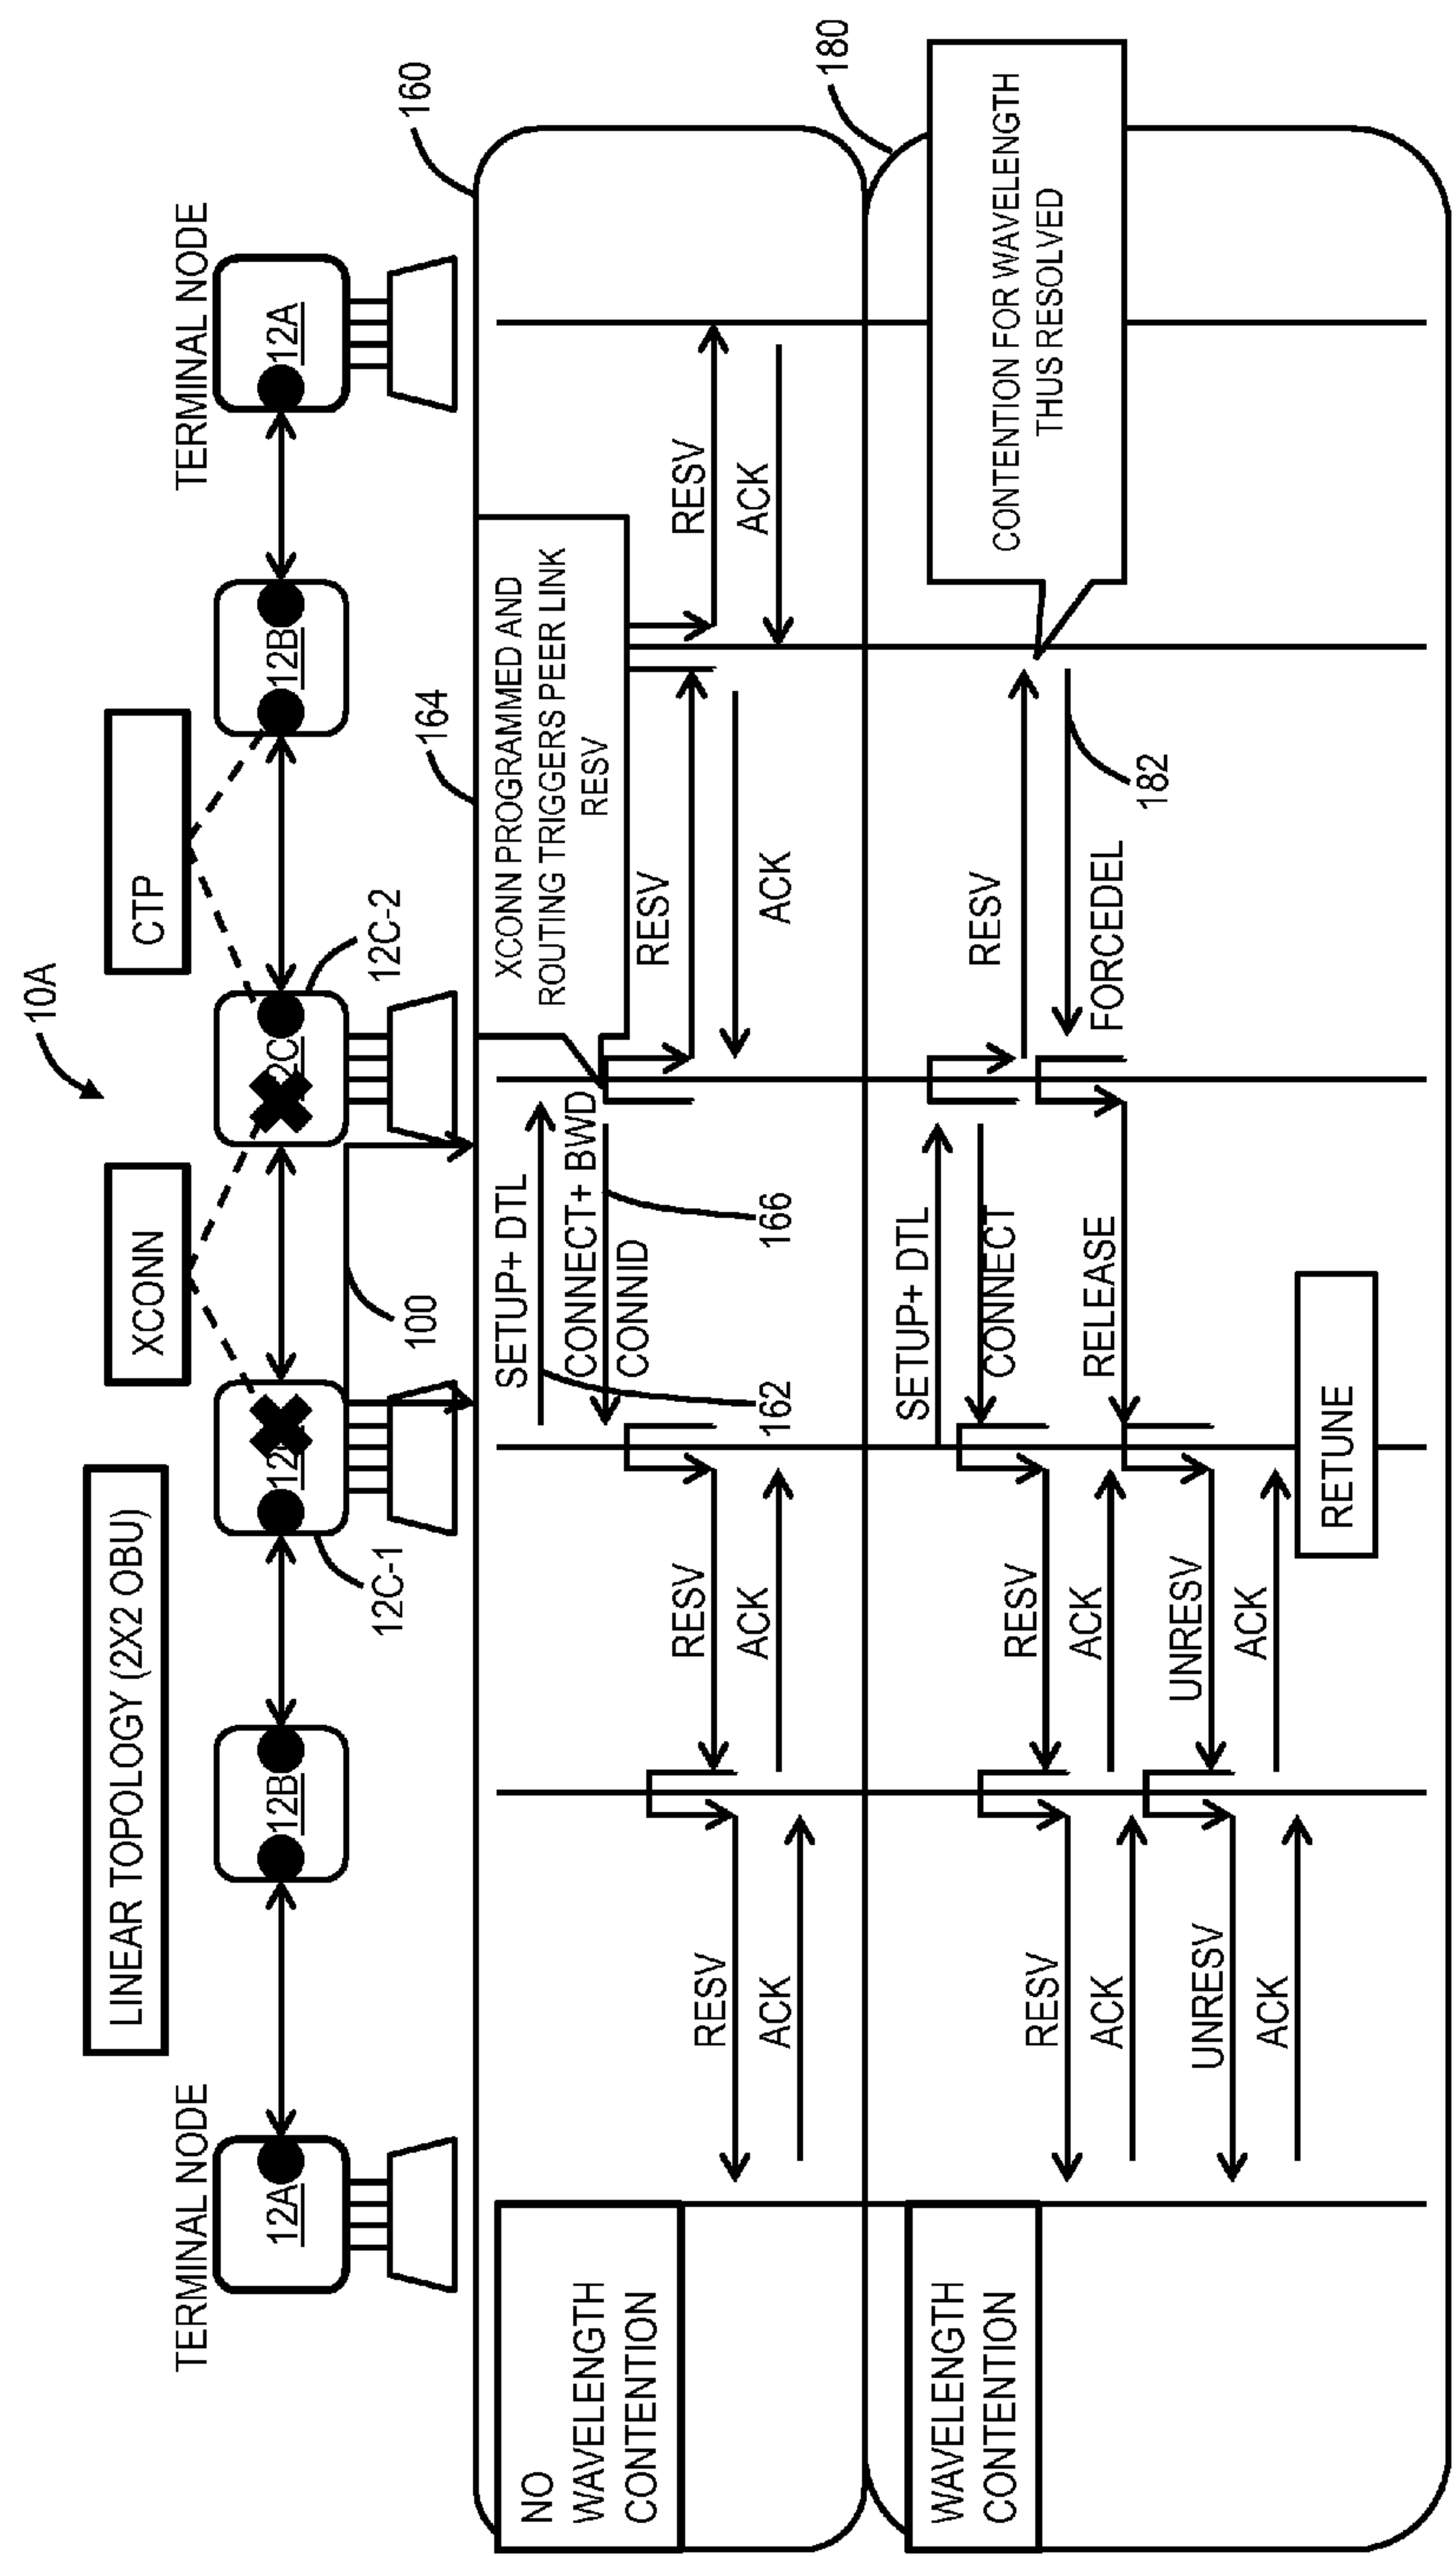 10A
LINEAR TOPOLOGY (2X2 OBU)
XCONN
CTP
TERMINAL NODE
TERMINAL NODE
12A
12B
12C-1
12C-2
2C
12B
12A
100
160
164
NO
WAVELENGTH
CONTENTION
XCONN PROGRAMMED AND
ROUTING TRIGGERS PEER LINK
RESV
SETUP+ DTL
CONNECT+ BWD
CONNID
162
166
RESV
ACK
RESV
ACK
RESV
ACK
RESV
ACK
180
WAVELENGTH
CONTENTION
CONTENTION FOR WAVELENGTH
THUS RESOLVED
SETUP+ DTL
CONNECT
RELEASE
RESV
FORCEDEL
182
RESV
ACK
UNRESV
ACK
RESV
ACK
UNRESV
ACK
RETUNE